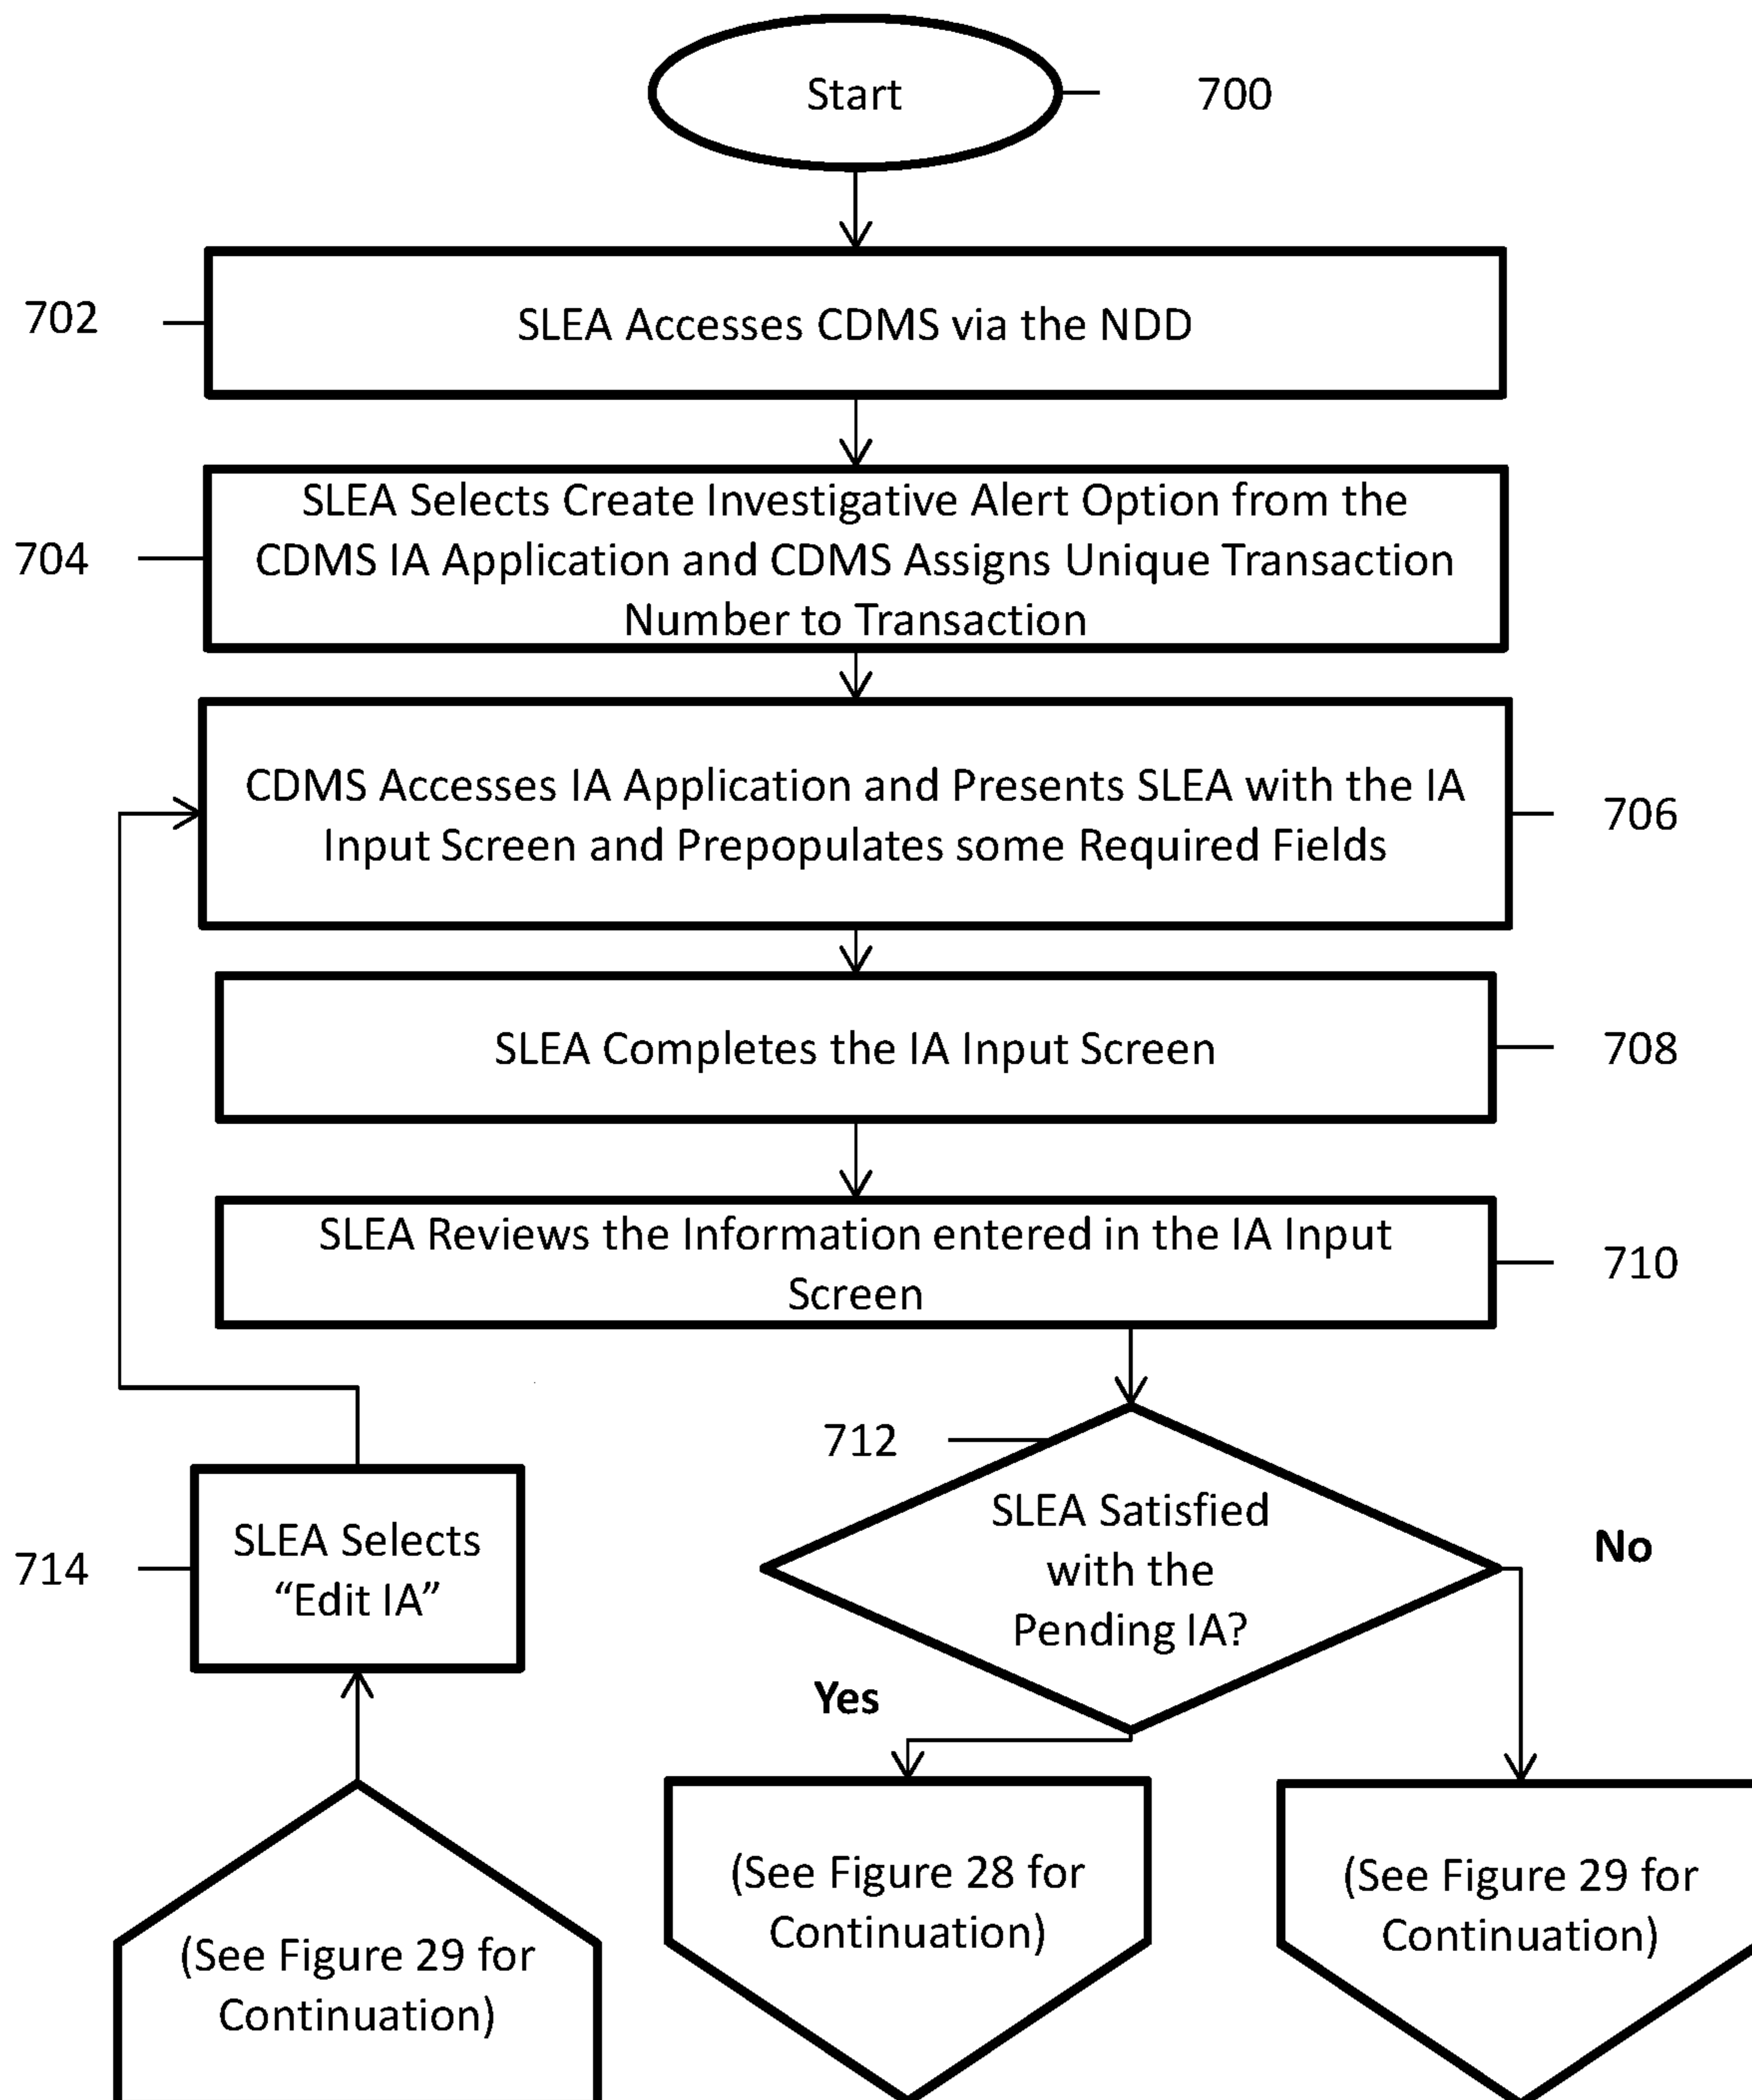 Start
700
702
SLEA Accesses CDMS via the NDD
SLEA Selects Create Investigative Alert Option from the
704
CDMS IA Application and CDMS Assigns Unique Transaction
Number to Transaction
CDMS Accesses IA Application and Presents SLEA with the IA
Input Screen and Prepopulates some Required Fields
706
SLEA Completes the IA Input Screen
708
SLEA Reviews the Information entered in the IA Input
Screen
710
712
SLEA Satisfied
with the
Pending IA?
No
Yes
714
SLEA Selects
“Edit IA”
(See Figure 29 for
Continuation)
(See Figure 28 for
Continuation)
(See Figure 29 for
Continuation)